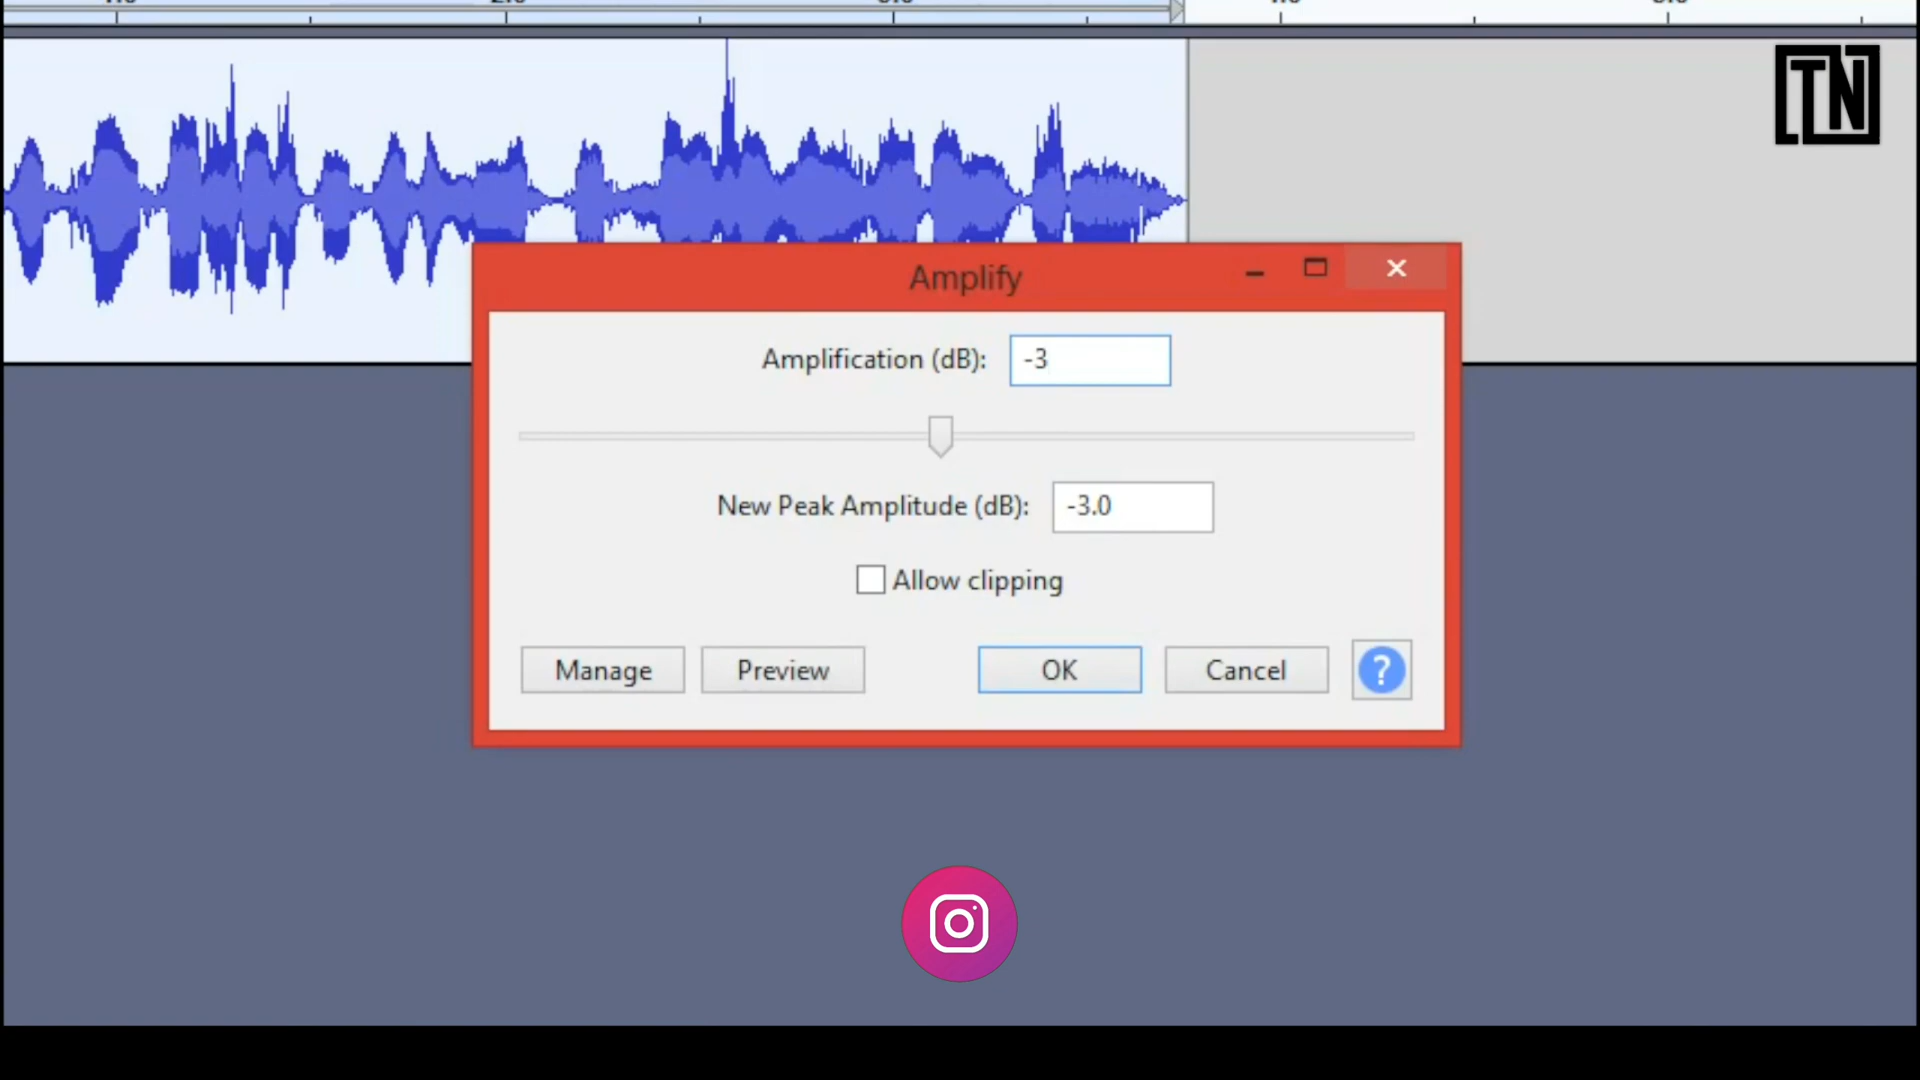 TN
Amplify
Amplification (dB): -3
New Peak Amplitude (dB): -3.0
Allow clipping
Manage Preview OK Cancel ?